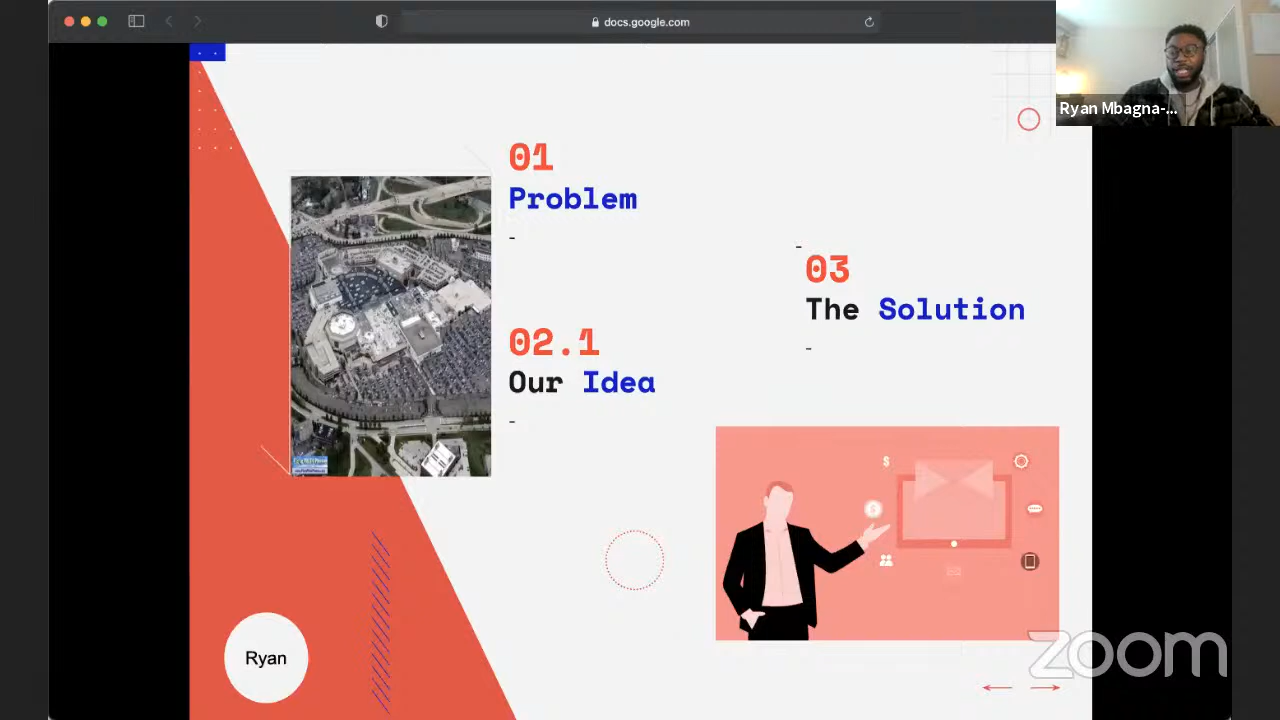 docs.google.com
Ryan Mbagna-...
01
Problem
-
02.1
Our Idea
-
-
03
The Solution
-
$
Ryan
zoom